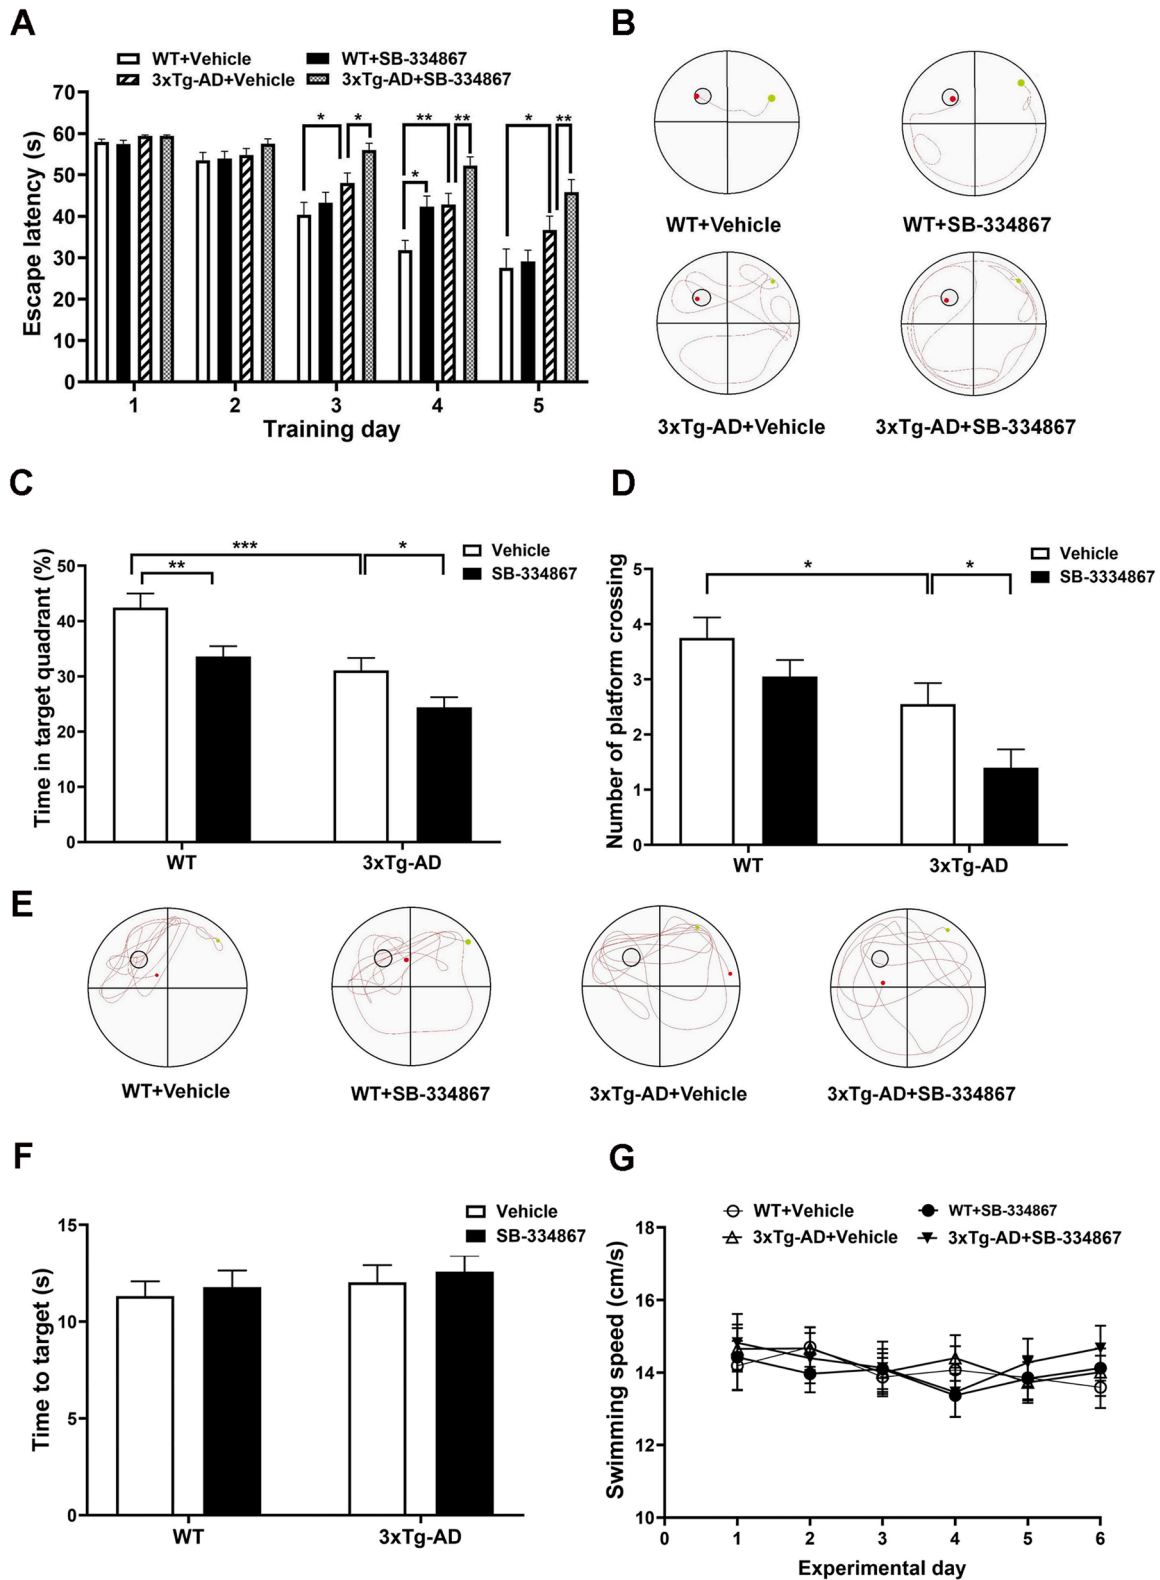 A
WT+Vehicle
WT+SB-334867
3xTg-AD+Vehicle
3xTg-AD+SB-334867
Escape latency (s)
70
60
50
40
30
20
10
0
*
*
**
**
*
*
**
1
2
3
4
5
Training day
B
WT+Vehicle
WT+SB-334867
3xTg-AD+Vehicle
3xTg-AD+SB-334867
C
Vehicle
SB-334867
Time in target quadrant (%)
50
40
30
20
10
0
***
*
**
WT
3xTg-AD
D
Vehicle
SB-3334867
Number of platform crossing
5
4
3
2
1
0
*
*
WT
3xTg-AD
E
WT+Vehicle
WT+SB-334867
3xTg-AD+Vehicle
3xTg-AD+SB-334867
F
Vehicle
SB-334867
Time to target (s)
15
10
5
0
WT
3xTg-AD
G
WT+Vehicle
WT+SB-334867
3xTg-AD+Vehicle
3xTg-AD+SB-334867
Swimming speed (cm/s)
18
16
14
12
10
0
1
2
3
4
5
6
Experimental day